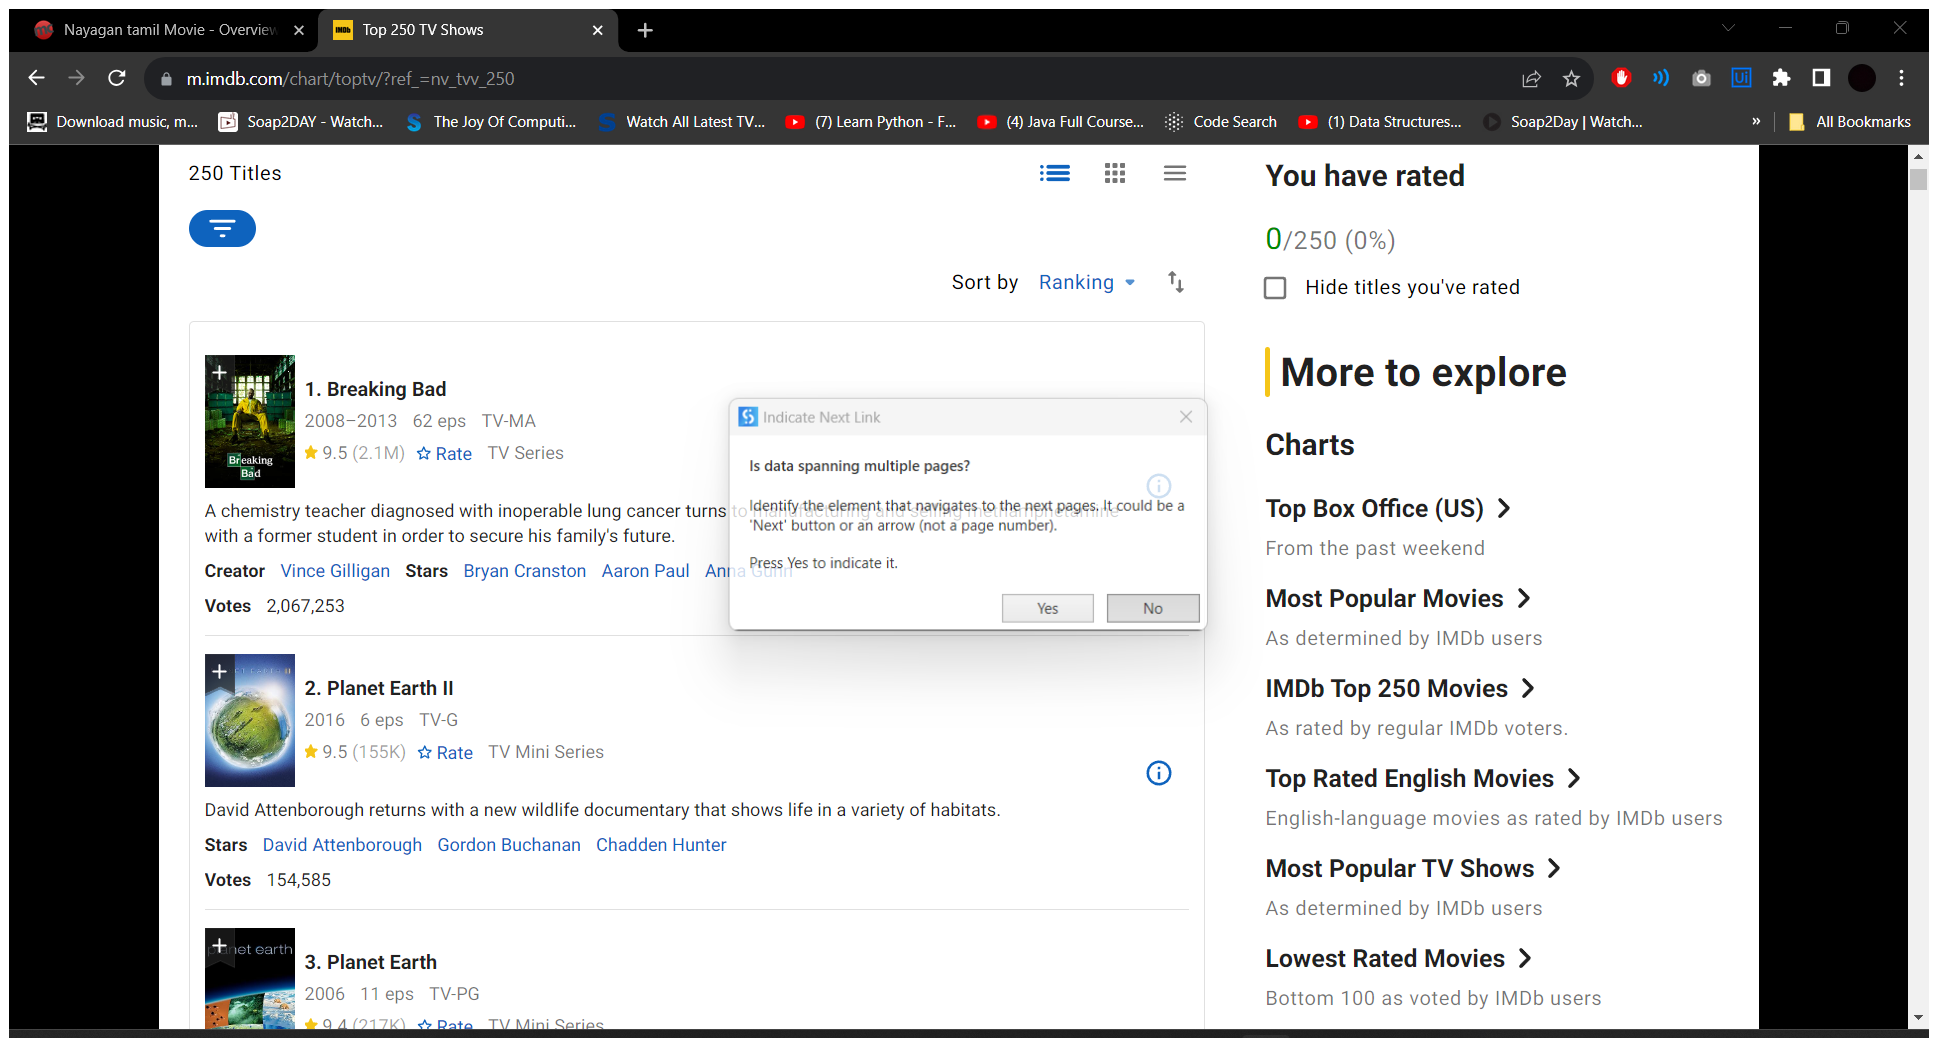 Nayagan tamil Movie - Overview
Top 250 TV Shows
m.imdb.com/chart/toptv/?ref_=nv_tvv_250
Download music, m...
Soap2DAY - Watch...
The Joy Of Computi...
Watch All Latest TV...
(7) Learn Python - F...
(4) Java Full Course...
Code Search
(1) Data Structures...
Soap2Day | Watch...
»
All Bookmarks
250 Titles
Sort by Ranking
1. Breaking Bad
2008–2013 62 eps TV-MA
9.5 (2.1M) Rate TV Series
Breaking
Bad
A chemistry teacher diagnosed with inoperable lung cancer turns to manufacturing and selling methamphetamine
with a former student in order to secure his family's future.
Creator Vince Gilligan Stars Bryan Cranston Aaron Paul Anna Gunn
Votes 2,067,253
Indicate Next Link
Is data spanning multiple pages?
Identify the element that navigates to the next pages. It could be a
'Next' button or an arrow (not a page number).
Press Yes to indicate it.
Yes No
2. Planet Earth II
2016 6 eps TV-G
9.5 (155K) Rate TV Mini Series
David Attenborough returns with a new wildlife documentary that shows life in a variety of habitats.
Stars David Attenborough Gordon Buchanan Chadden Hunter
Votes 154,585
planet earth
3. Planet Earth
2006 11 eps TV-PG
9.4 (217K) Rate TV Mini Series
You have rated
0/250 (0%)
Hide titles you've rated
More to explore
Charts
Top Box Office (US)
From the past weekend
Most Popular Movies
As determined by IMDb users
IMDb Top 250 Movies
As rated by regular IMDb voters.
Top Rated English Movies
English-language movies as rated by IMDb users
Most Popular TV Shows
As determined by IMDb users
Lowest Rated Movies
Bottom 100 as voted by IMDb users